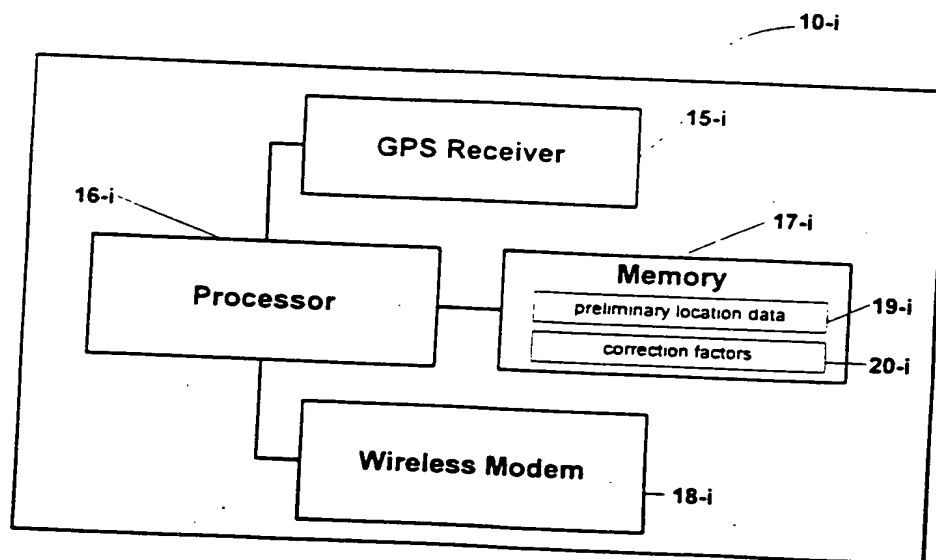 10-i
GPS Receiver
15-i
16-i
17-i
Processor
Memory
preliminary location data
19-i
correction factors
20-i
Wireless Modem
18-i